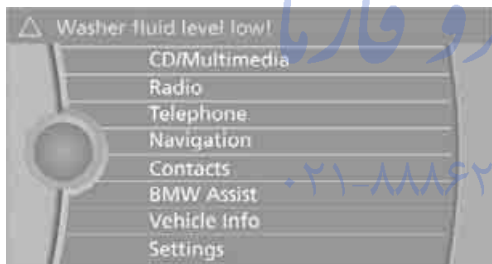 Washer fluid level low!
CD/Multimedia
Radio
Telephone
Navigation
Contacts
BMW Assist
Vehicle Info
Settings